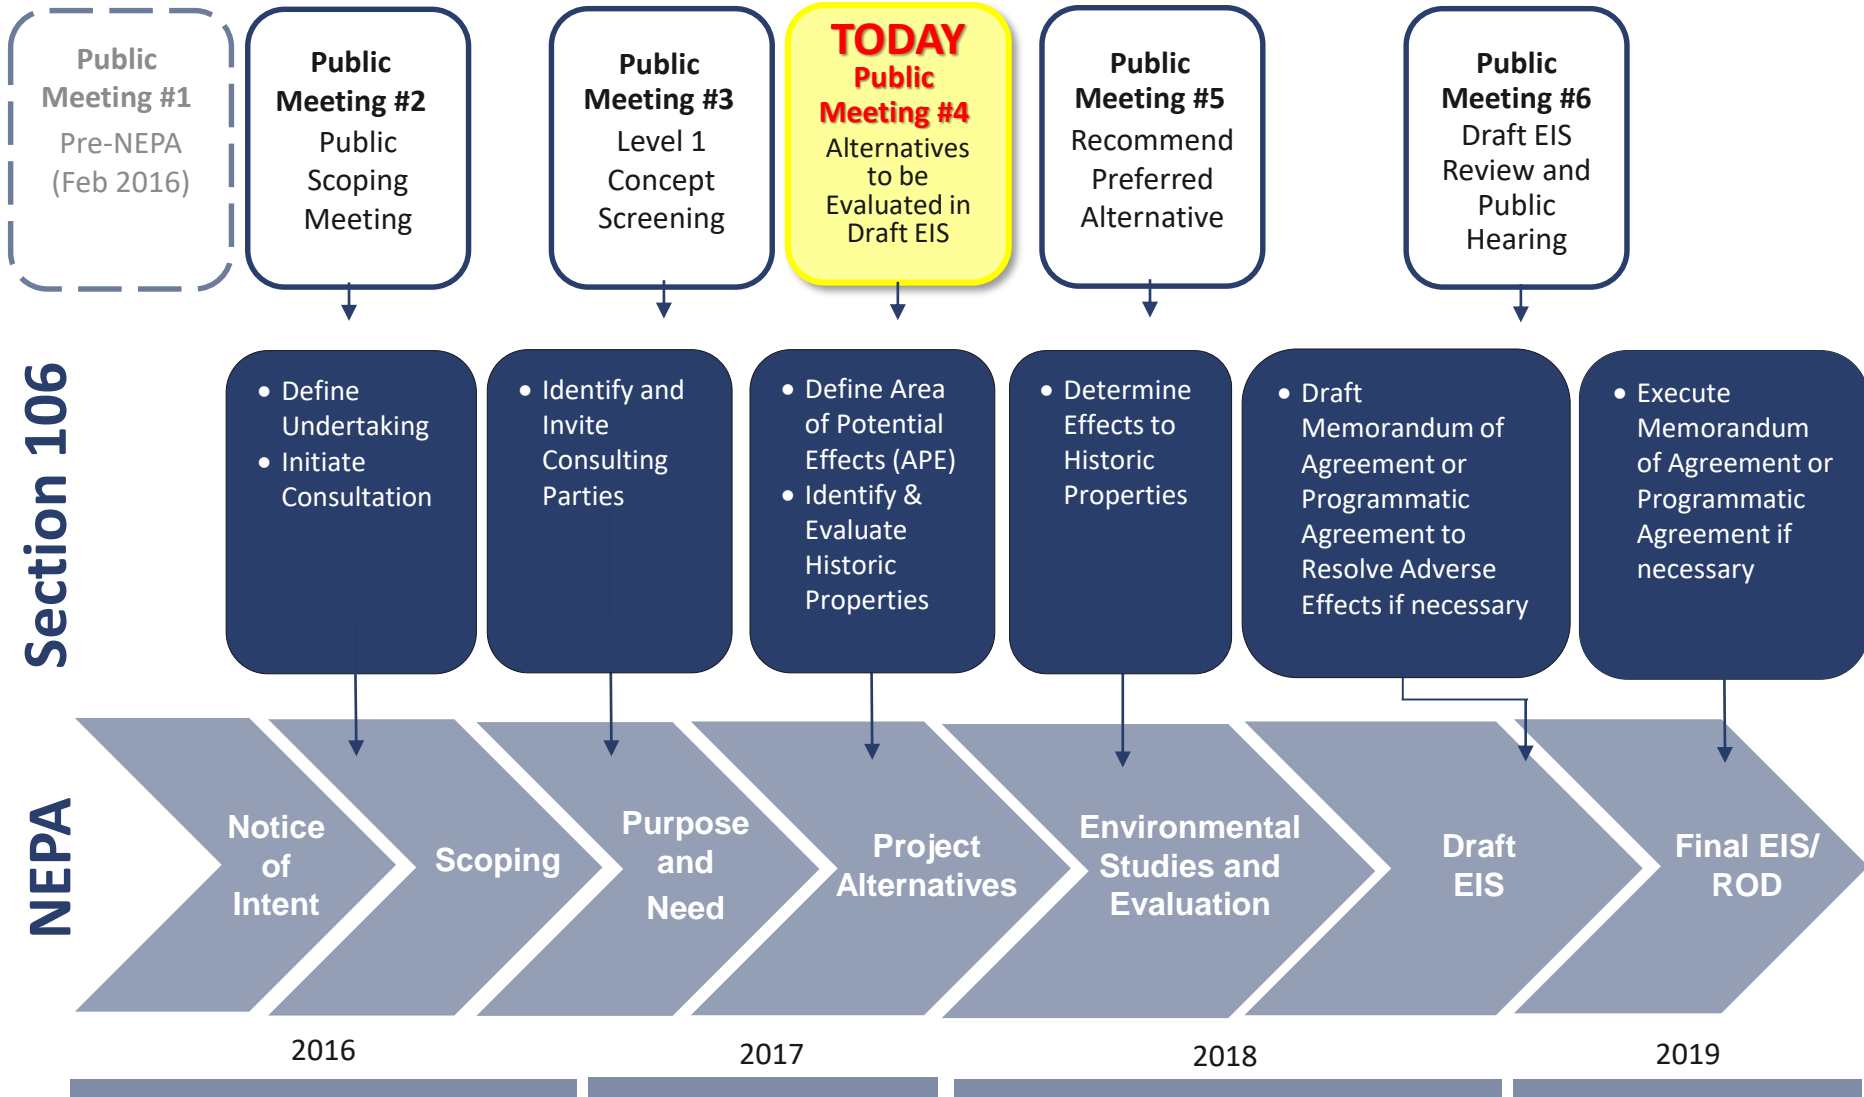 Public
Meeting #1
Pre-NEPA
(Feb 2016)
Public
Meeting #2
Public
Scoping
Meeting
Public
Meeting #3
Level 1
Concept
Screening
TODAY
Public
Meeting #4
Alternatives
to be
Evaluated in
Draft EIS
Public
Meeting #5
Recommend
Preferred
Alternative
Public
Meeting #6
Draft EIS
Review and
Public
Hearing
Section 106
• Define
Undertaking
• Initiate
Consultation
• Identify and
Invite
Consulting
Parties
• Define Area
of Potential
Effects (APE)
• Identify &
Evaluate
Historic
Properties
• Determine
Effects to
Historic
Properties
• Draft
Memorandum of
Agreement or
Programmatic
Agreement to
Resolve Adverse
Effects if necessary
• Execute
Memorandum
of Agreement or
Programmatic
Agreement if
necessary
NEPA
Notice
of
Intent
Scoping
Purpose
and
Need
Project
Alternatives
Environmental
Studies and
Evaluation
Draft
EIS
Final EIS/
ROD
2016
2017
2018
2019